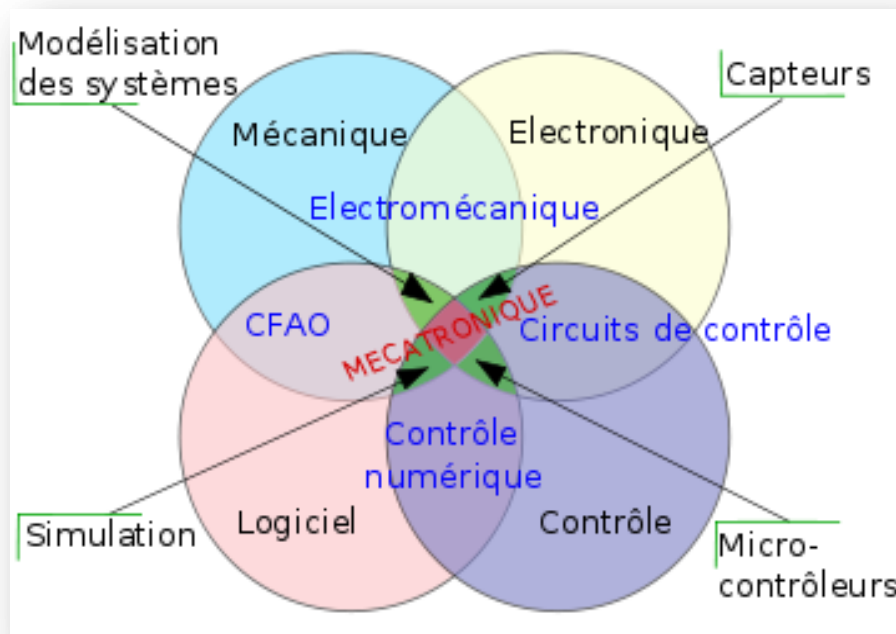 Modélisation
des systèmes
Capteurs
Mécanique
Electronique
Electromécanique
CFAO
MECATRONIQUE
Circuits de contrôle
Contrôle
numérique
Logiciel
Contrôle
Simulation
Micro-
contrôleurs